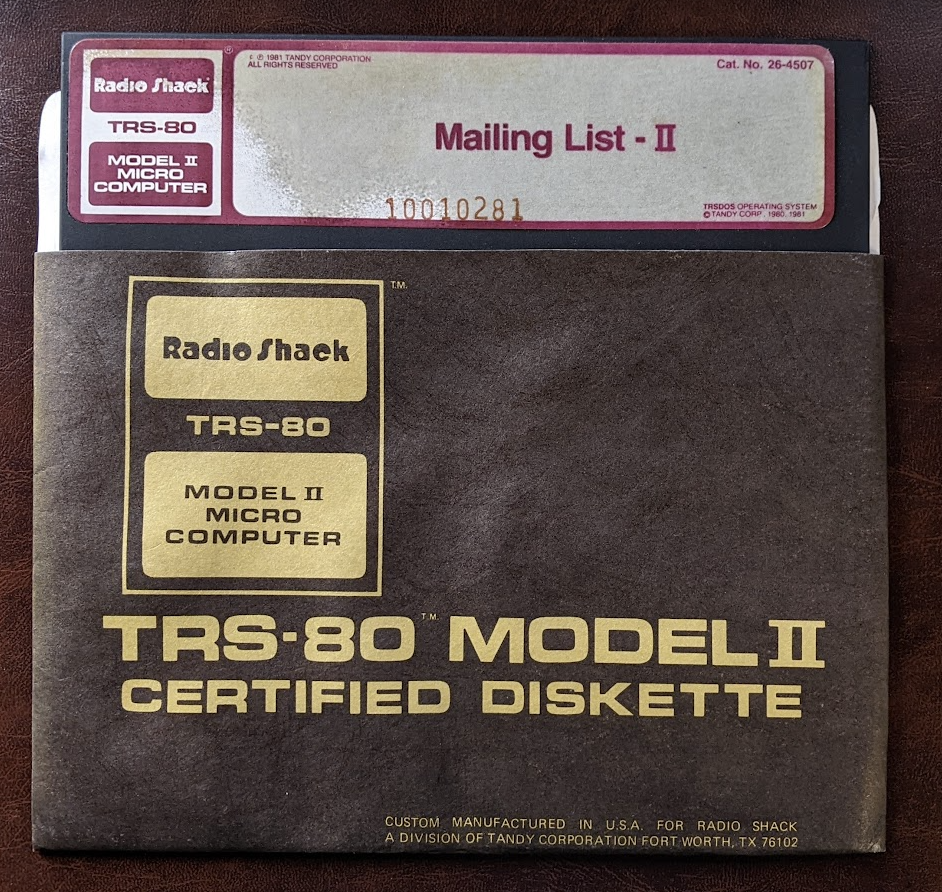 Radio Shack
®
TRS-80
MODEL II
MICRO
COMPUTER
© ℗ 1981 TANDY CORPORATION
ALL RIGHTS RESERVED
Cat. No. 26-4507
Mailing List - II
10010281
TRSDOS OPERATING SYSTEM
© TANDY CORP. 1980, 1981
T.M.
Radio Shack
TRS-80
MODEL II
MICRO
COMPUTER
TRS-80 T.M. MODEL II
CERTIFIED DISKETTE
CUSTOM MANUFACTURED IN U.S.A. FOR RADIO SHACK
A DIVISION OF TANDY CORPORATION FORT WORTH, TX 76102